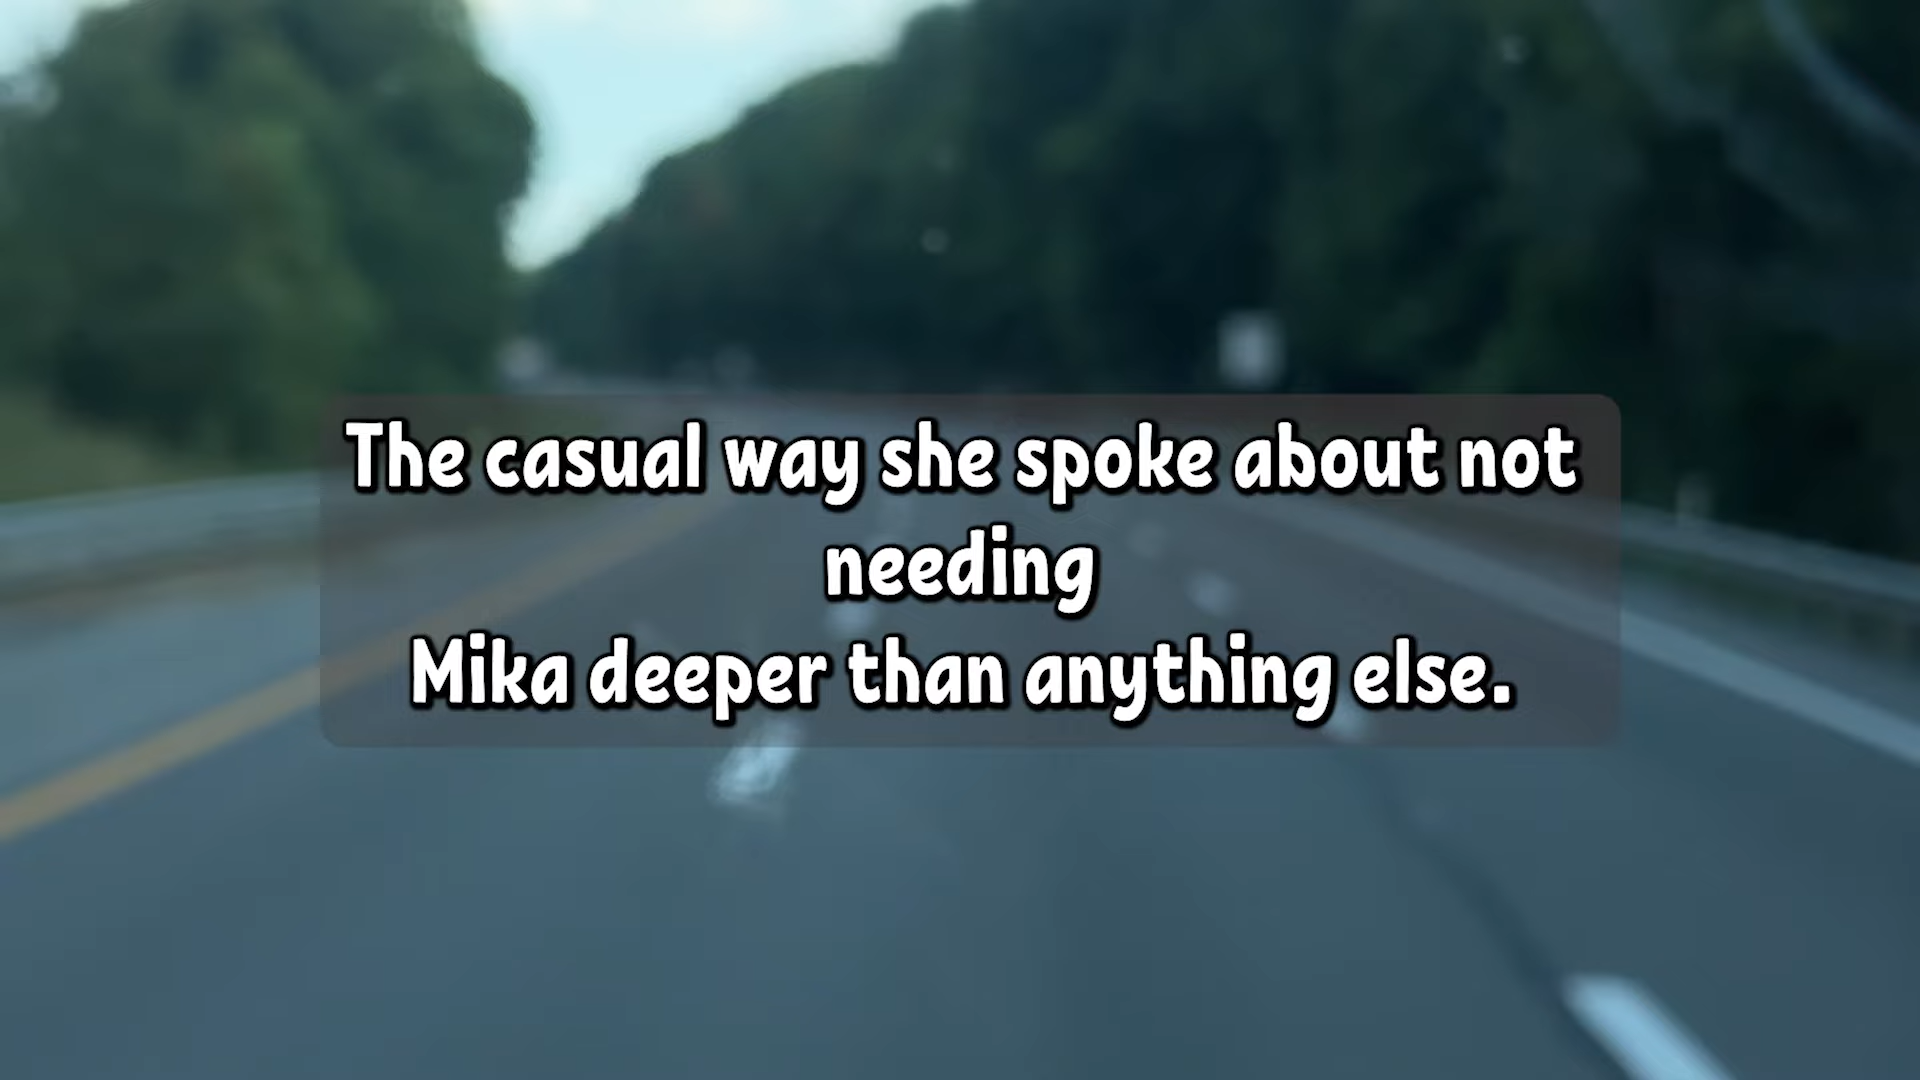 The casual way she spoke about not
needing
Mika deeper than anything else.